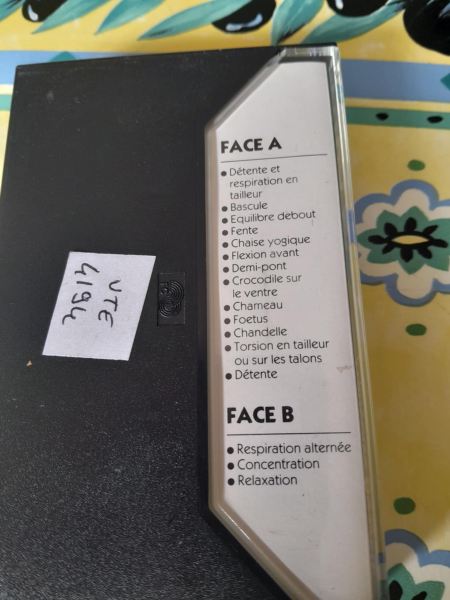 FACE A
• Détente et
respiration en
tailleur
• Bascule
• Equilibre debout
• Fente
• Chaise yogique
• Flexion avant
• Demi-pont
• Crocodile sur
le ventre
• Chameau
• Foetus
• Chandelle
• Torsion en tailleur
ou sur les talons
• Détente
FACE B
• Respiration alternée
• Concentration
• Relaxation
VTE
4194